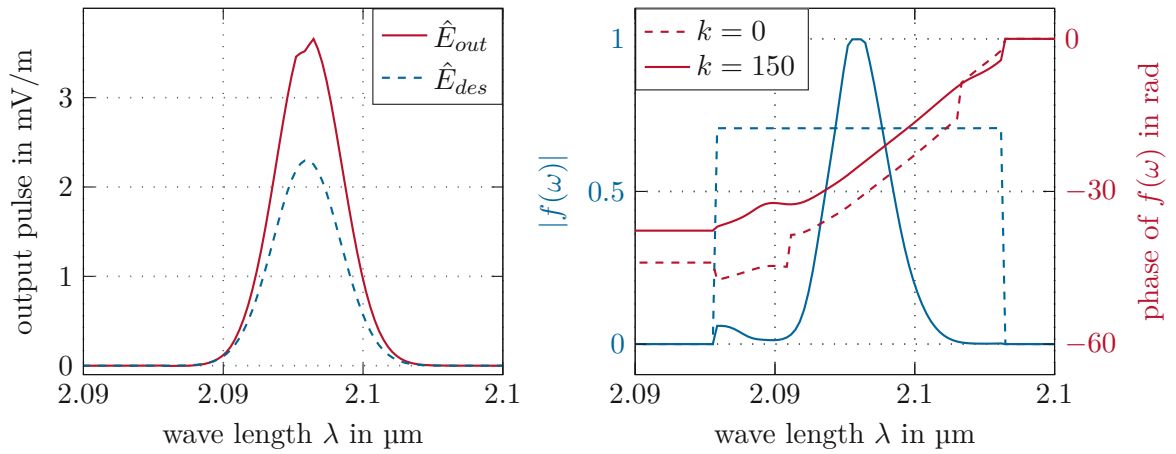 output pulse in mV/m
3
2
1
0
2.09
2.09
2.1
2.1
wave length λ in µm
Ê_out
Ê_des
|f(ω)|
1
0.5
0
k = 0
k = 150
0
−30
−60
phase of f(ω) in rad
2.09
2.09
2.1
2.1
wave length λ in µm